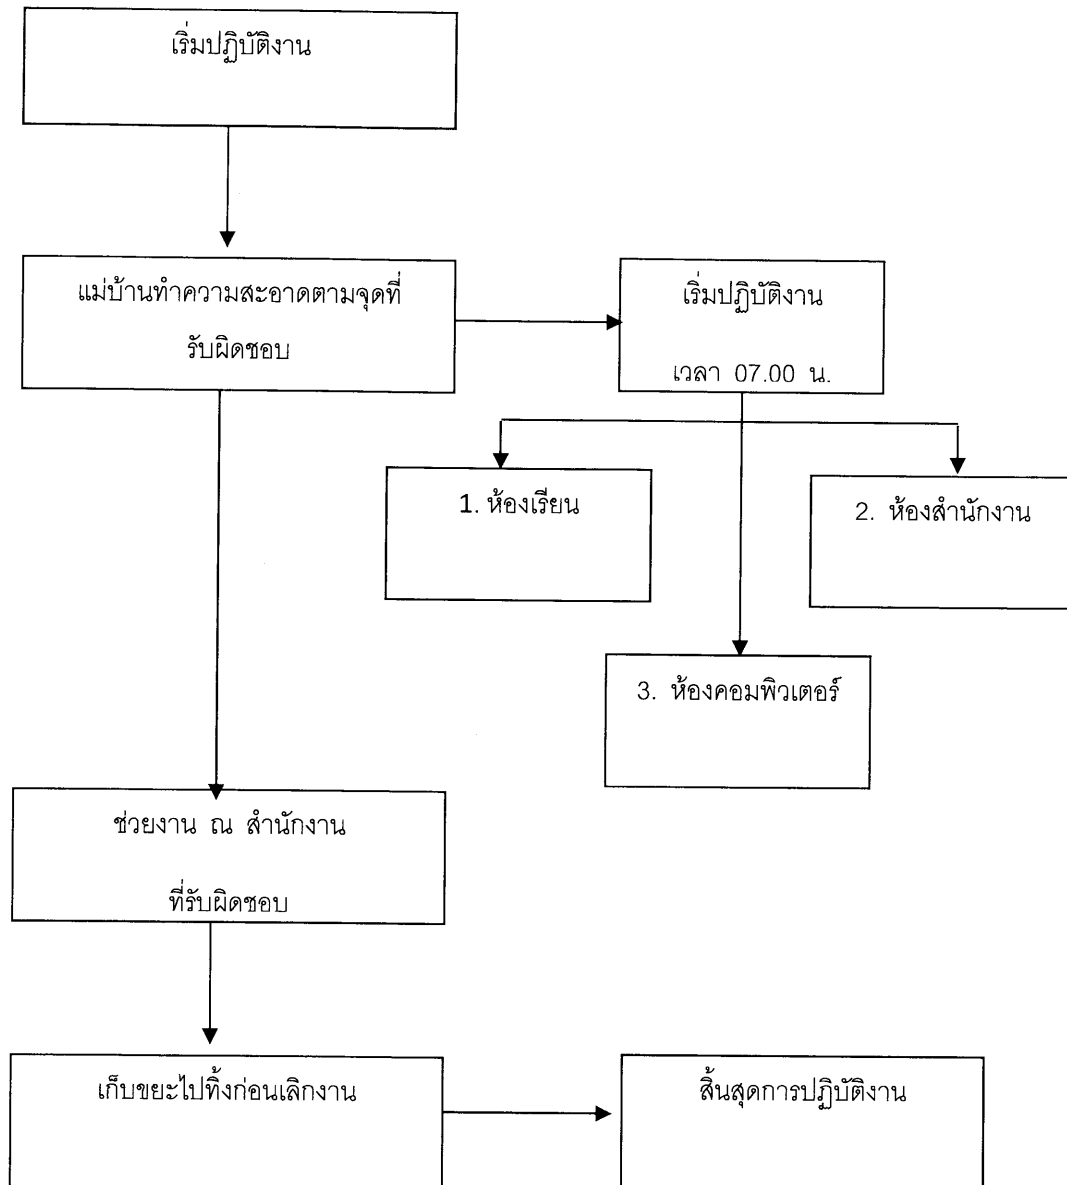 เริ่มปฏิบัติงาน
แม่บ้านทำความสะอาดตามจุดที่
รับผิดชอบ
เริ่มปฏิบัติงาน
เวลา 07.00 น.
1. ห้องเรียน
2. ห้องสำนักงาน
3. ห้องคอมพิวเตอร์
ช่วยงาน ณ สำนักงาน
ที่รับผิดชอบ
เก็บขยะไปทิ้งก่อนเลิกงาน
สิ้นสุดการปฏิบัติงาน